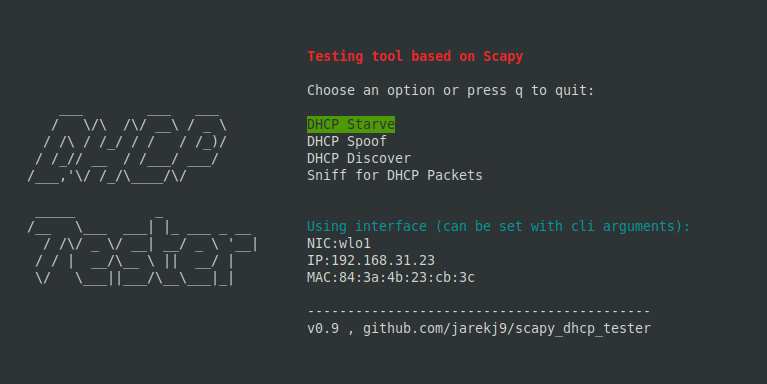 DHCP
Tester
Testing tool based on Scapy
Choose an option or press q to quit:
DHCP Starve
DHCP Spoof
DHCP Discover
Sniff for DHCP Packets
Using interface (can be set with cli arguments):
NIC:wlo1
IP:192.168.31.23
MAC:84:3a:4b:23:cb:3c
-------------------------------------------
v0.9 , github.com/jarekj9/scapy_dhcp_tester